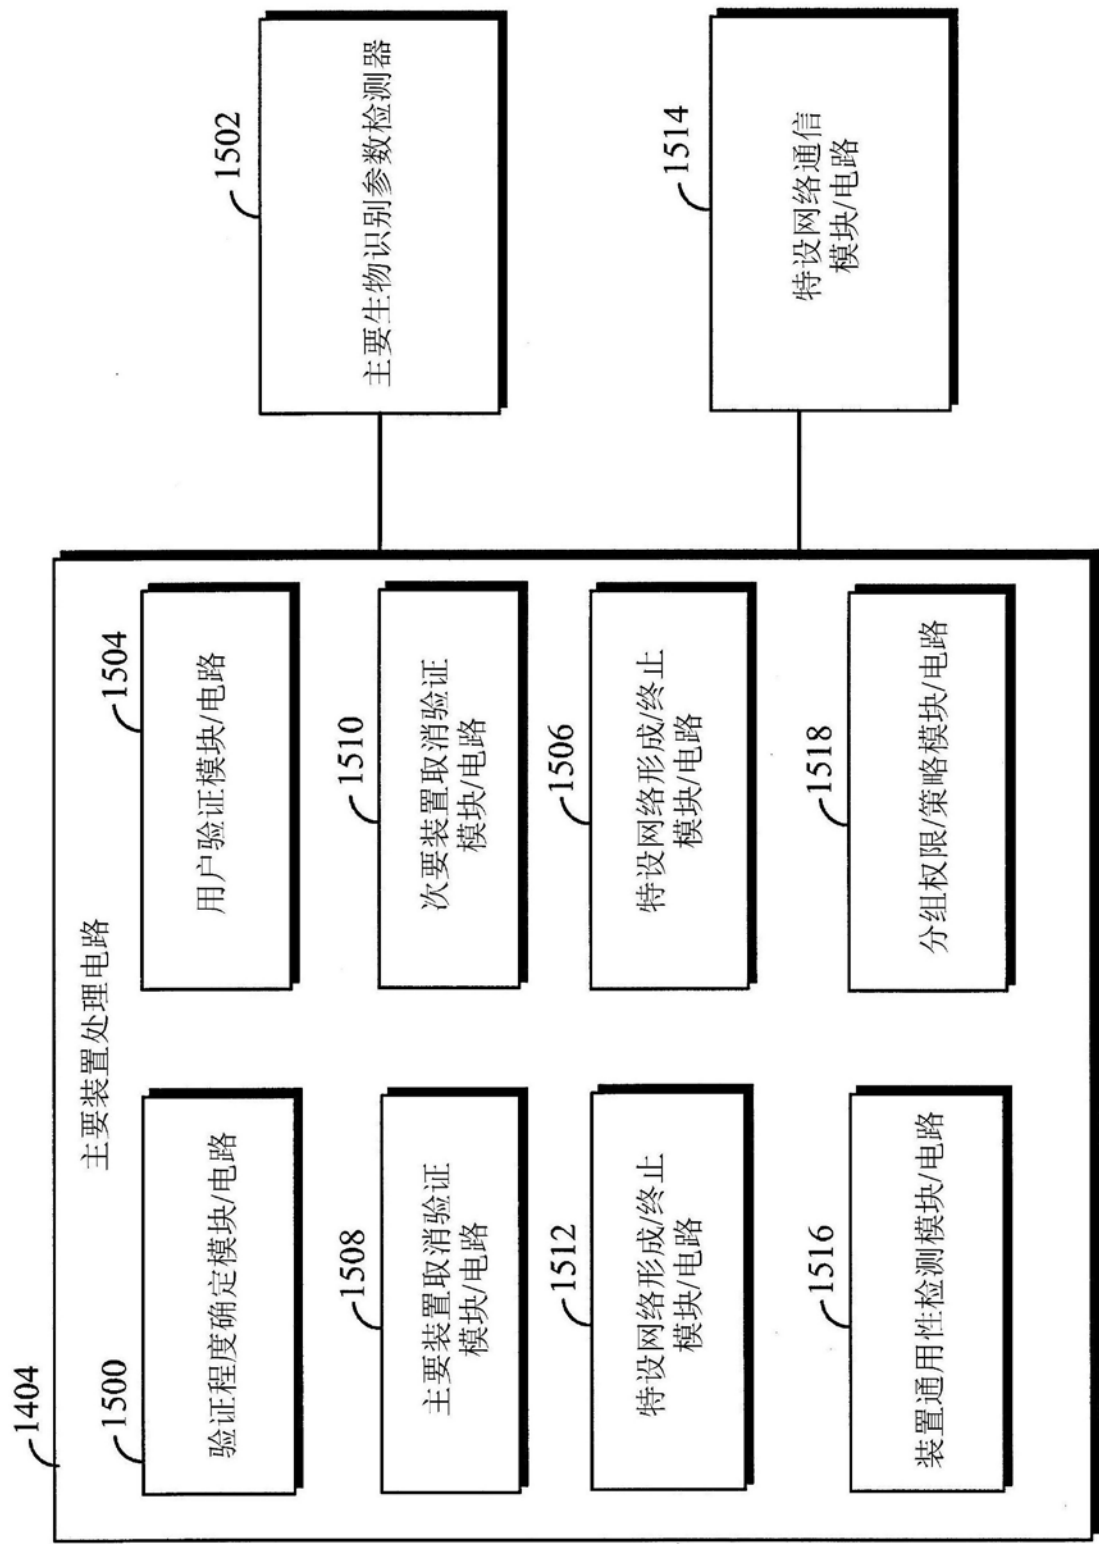 1404
主要装置处理电路
1500
验证程度确定模块/电路
1504
用户验证模块/电路
1508
主要装置取消验证
模块/电路
1510
次要装置取消验证
模块/电路
1512
特设网络形成/终止
模块/电路
1506
特设网络形成/终止
模块/电路
1516
装置通用性检测模块/电路
1518
分组权限/策略模块/电路
1502
主要生物识别参数检测器
1514
特设网络通信
模块/电路